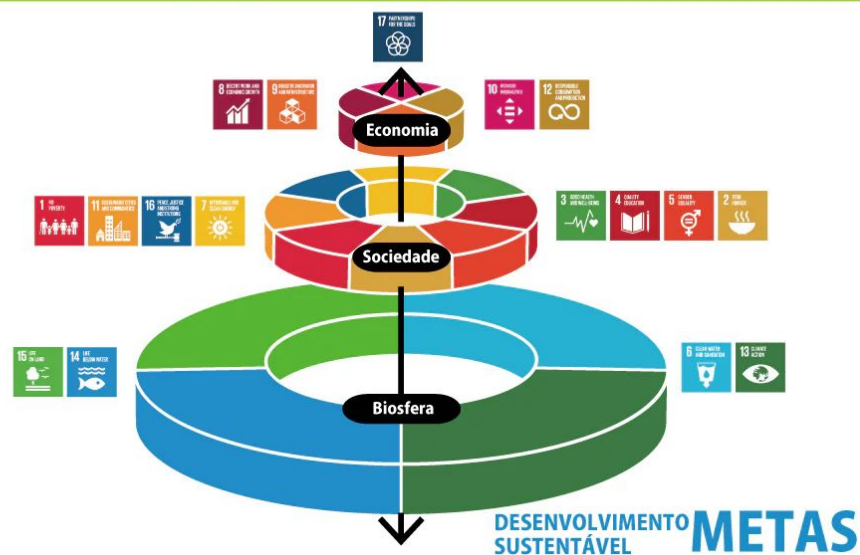 17 PARTNERSHIPS
FOR THE GOALS
8 DECENT WORK AND
ECONOMIC GROWTH
9 INDUSTRY, INNOVATION
AND INFRASTRUCTURE
10 REDUCED
INEQUALITIES
12 RESPONSIBLE
CONSUMPTION
AND PRODUCTION
Economia
1 NO
POVERTY
11 SUSTAINABLE CITIES
AND COMMUNITIES
16 PEACE, JUSTICE
AND STRONG
INSTITUTIONS
7 AFFORDABLE AND
CLEAN ENERGY
3 GOOD HEALTH
AND WELL-BEING
4 QUALITY
EDUCATION
5 GENDER
EQUALITY
2 ZERO
HUNGER
Sociedade
15 LIFE
ON LAND
14 LIFE
BELOW WATER
6 CLEAN WATER
AND SANITATION
13 CLIMATE
ACTION
Biosfera
DESENVOLVIMENTO
SUSTENTÁVEL
METAS